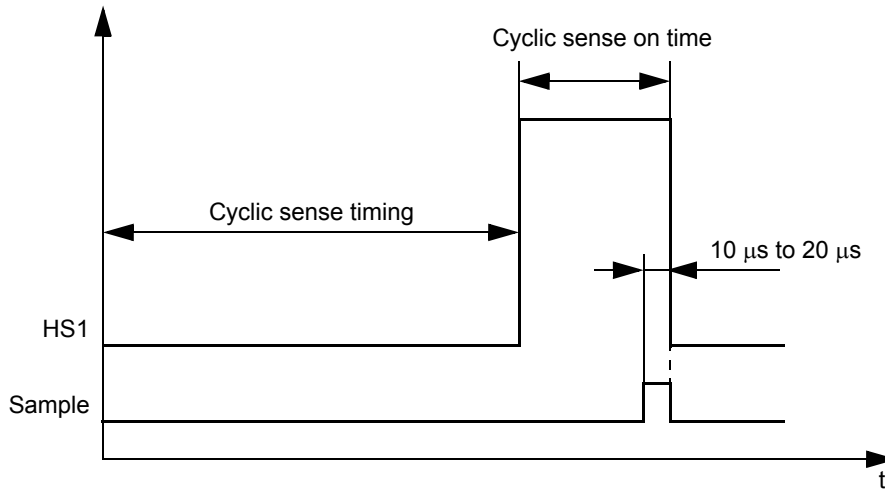 Cyclic sense on time
Cyclic sense timing
10 μs to 20 μs
HS1
Sample
t